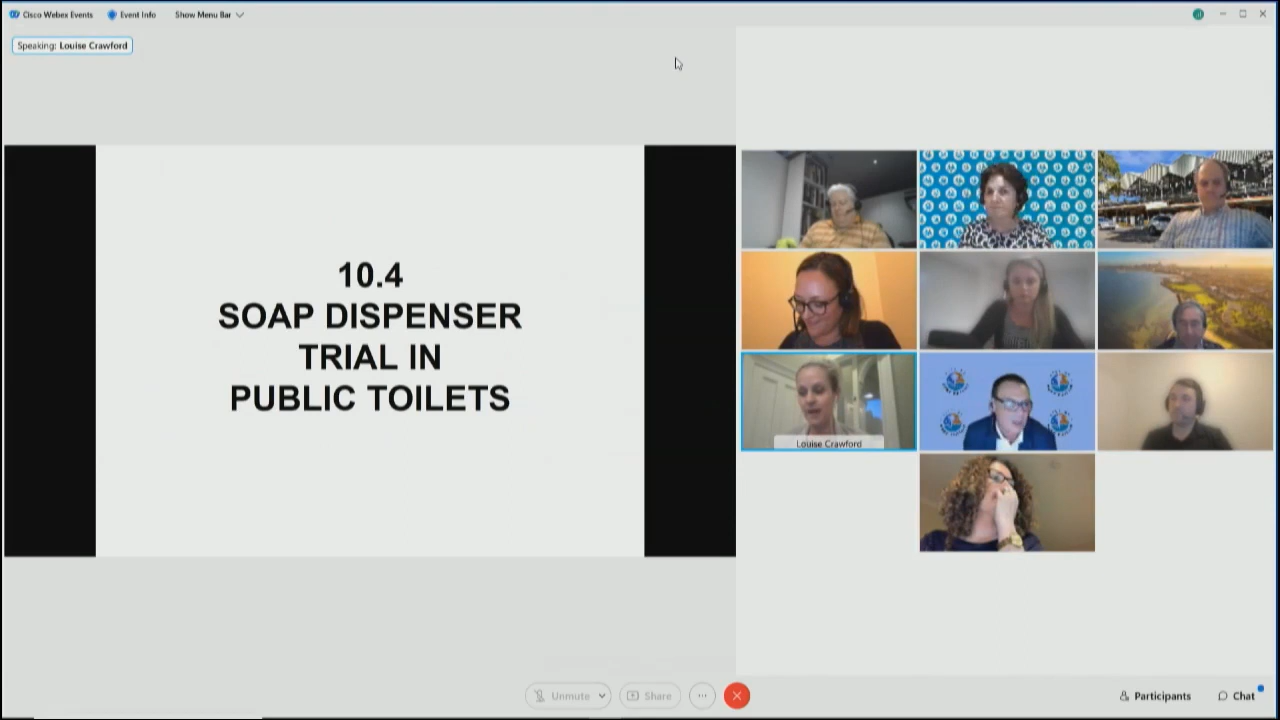 Cisco Webex Events
Event Info
Show Menu Bar
Speaking: Louise Crawford
10.4
SOAP DISPENSER
TRIAL IN
PUBLIC TOILETS
Louise Crawford
Unmute
Share
Participants
Chat